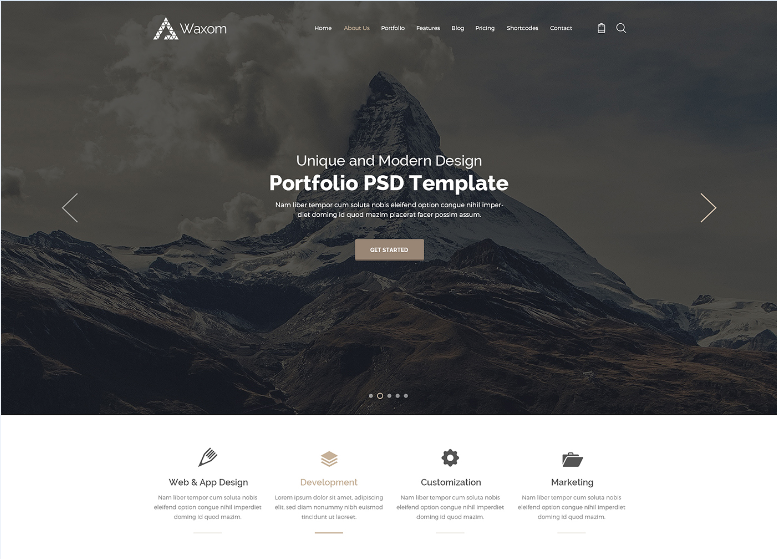 Waxom
Home About Us Portfolio Features Blog Pricing Shortcodes Contact
Unique and Modern Design
Portfolio PSD Template
Nam liber tempor cum soluta nobis eleifend option congue nihil imper-
diet doming id quod mazim placerat facer possim assum.
GET STARTED
Web & App Design
Nam liber tempor cum soluta nobis
eleifend option congue nihil imperdiet
doming id quod mazim.
Development
Lorem ipsum dolor sit amet, adipiscing
elit, sed diam nonummy nibh euismod
tincidunt ut laoreet.
Customization
Nam liber tempor cum soluta nobis
eleifend option congue nihil imperdiet
doming id quod mazim.
Marketing
Nam liber tempor cum soluta nobis
eleifend option congue nihil imperdiet
doming id quod mazim.